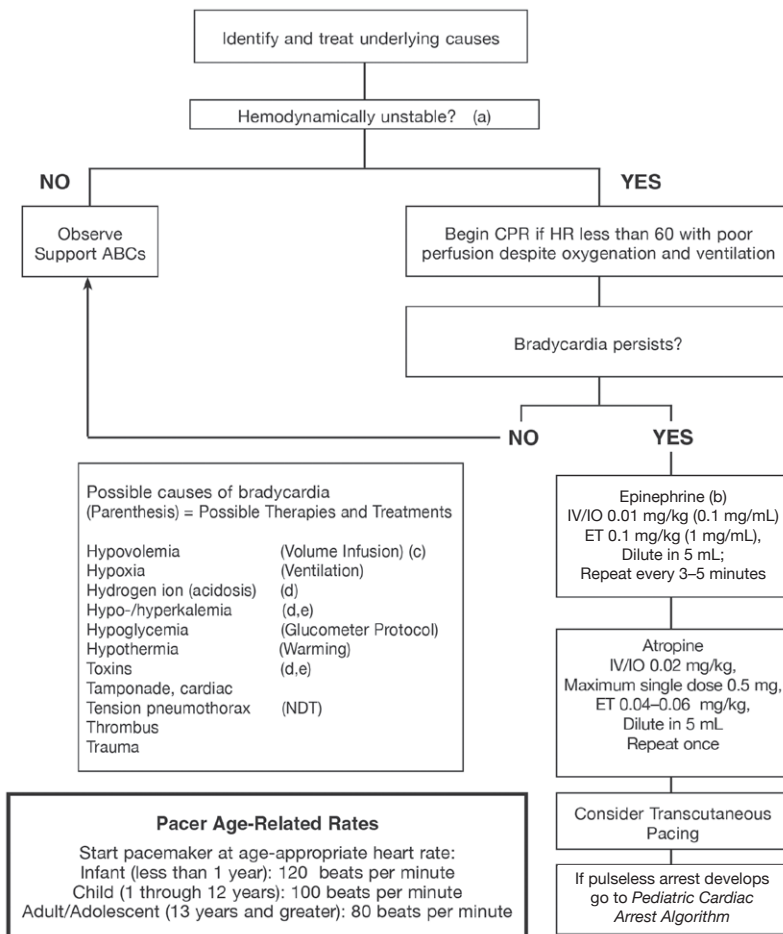 Identify and treat underlying causes
Hemodynamically unstable? (a)
NO
YES
Observe
Support ABCs
Begin CPR if HR less than 60 with poor
perfusion despite oxygenation and ventilation
Bradycardia persists?
NO
YES
Possible causes of bradycardia
(Parenthesis) = Possible Therapies and Treatments
Hypovolemia (Volume Infusion) (c)
Hypoxia (Ventilation)
Hydrogen ion (acidosis) (d)
Hypo-/hyperkalemia (d,e)
Hypoglycemia (Glucometer Protocol)
Hypothermia (Warming)
Toxins (d,e)
Tamponade, cardiac
Tension pneumothorax (NDT)
Thrombus
Trauma
Epinephrine (b)
IV/IO 0.01 mg/kg (0.1 mg/mL)
ET 0.1 mg/kg (1 mg/mL),
Dilute in 5 mL;
Repeat every 3–5 minutes
Atropine
IV/IO 0.02 mg/kg,
Maximum single dose 0.5 mg,
ET 0.04–0.06 mg/kg,
Dilute in 5 mL
Repeat once
Pacer Age-Related Rates
Start pacemaker at age-appropriate heart rate:
Infant (less than 1 year): 120 beats per minute
Child (1 through 12 years): 100 beats per minute
Adult/Adolescent (13 years and greater): 80 beats per minute
Consider Transcutaneous
Pacing
If pulseless arrest develops
go to Pediatric Cardiac
Arrest Algorithm